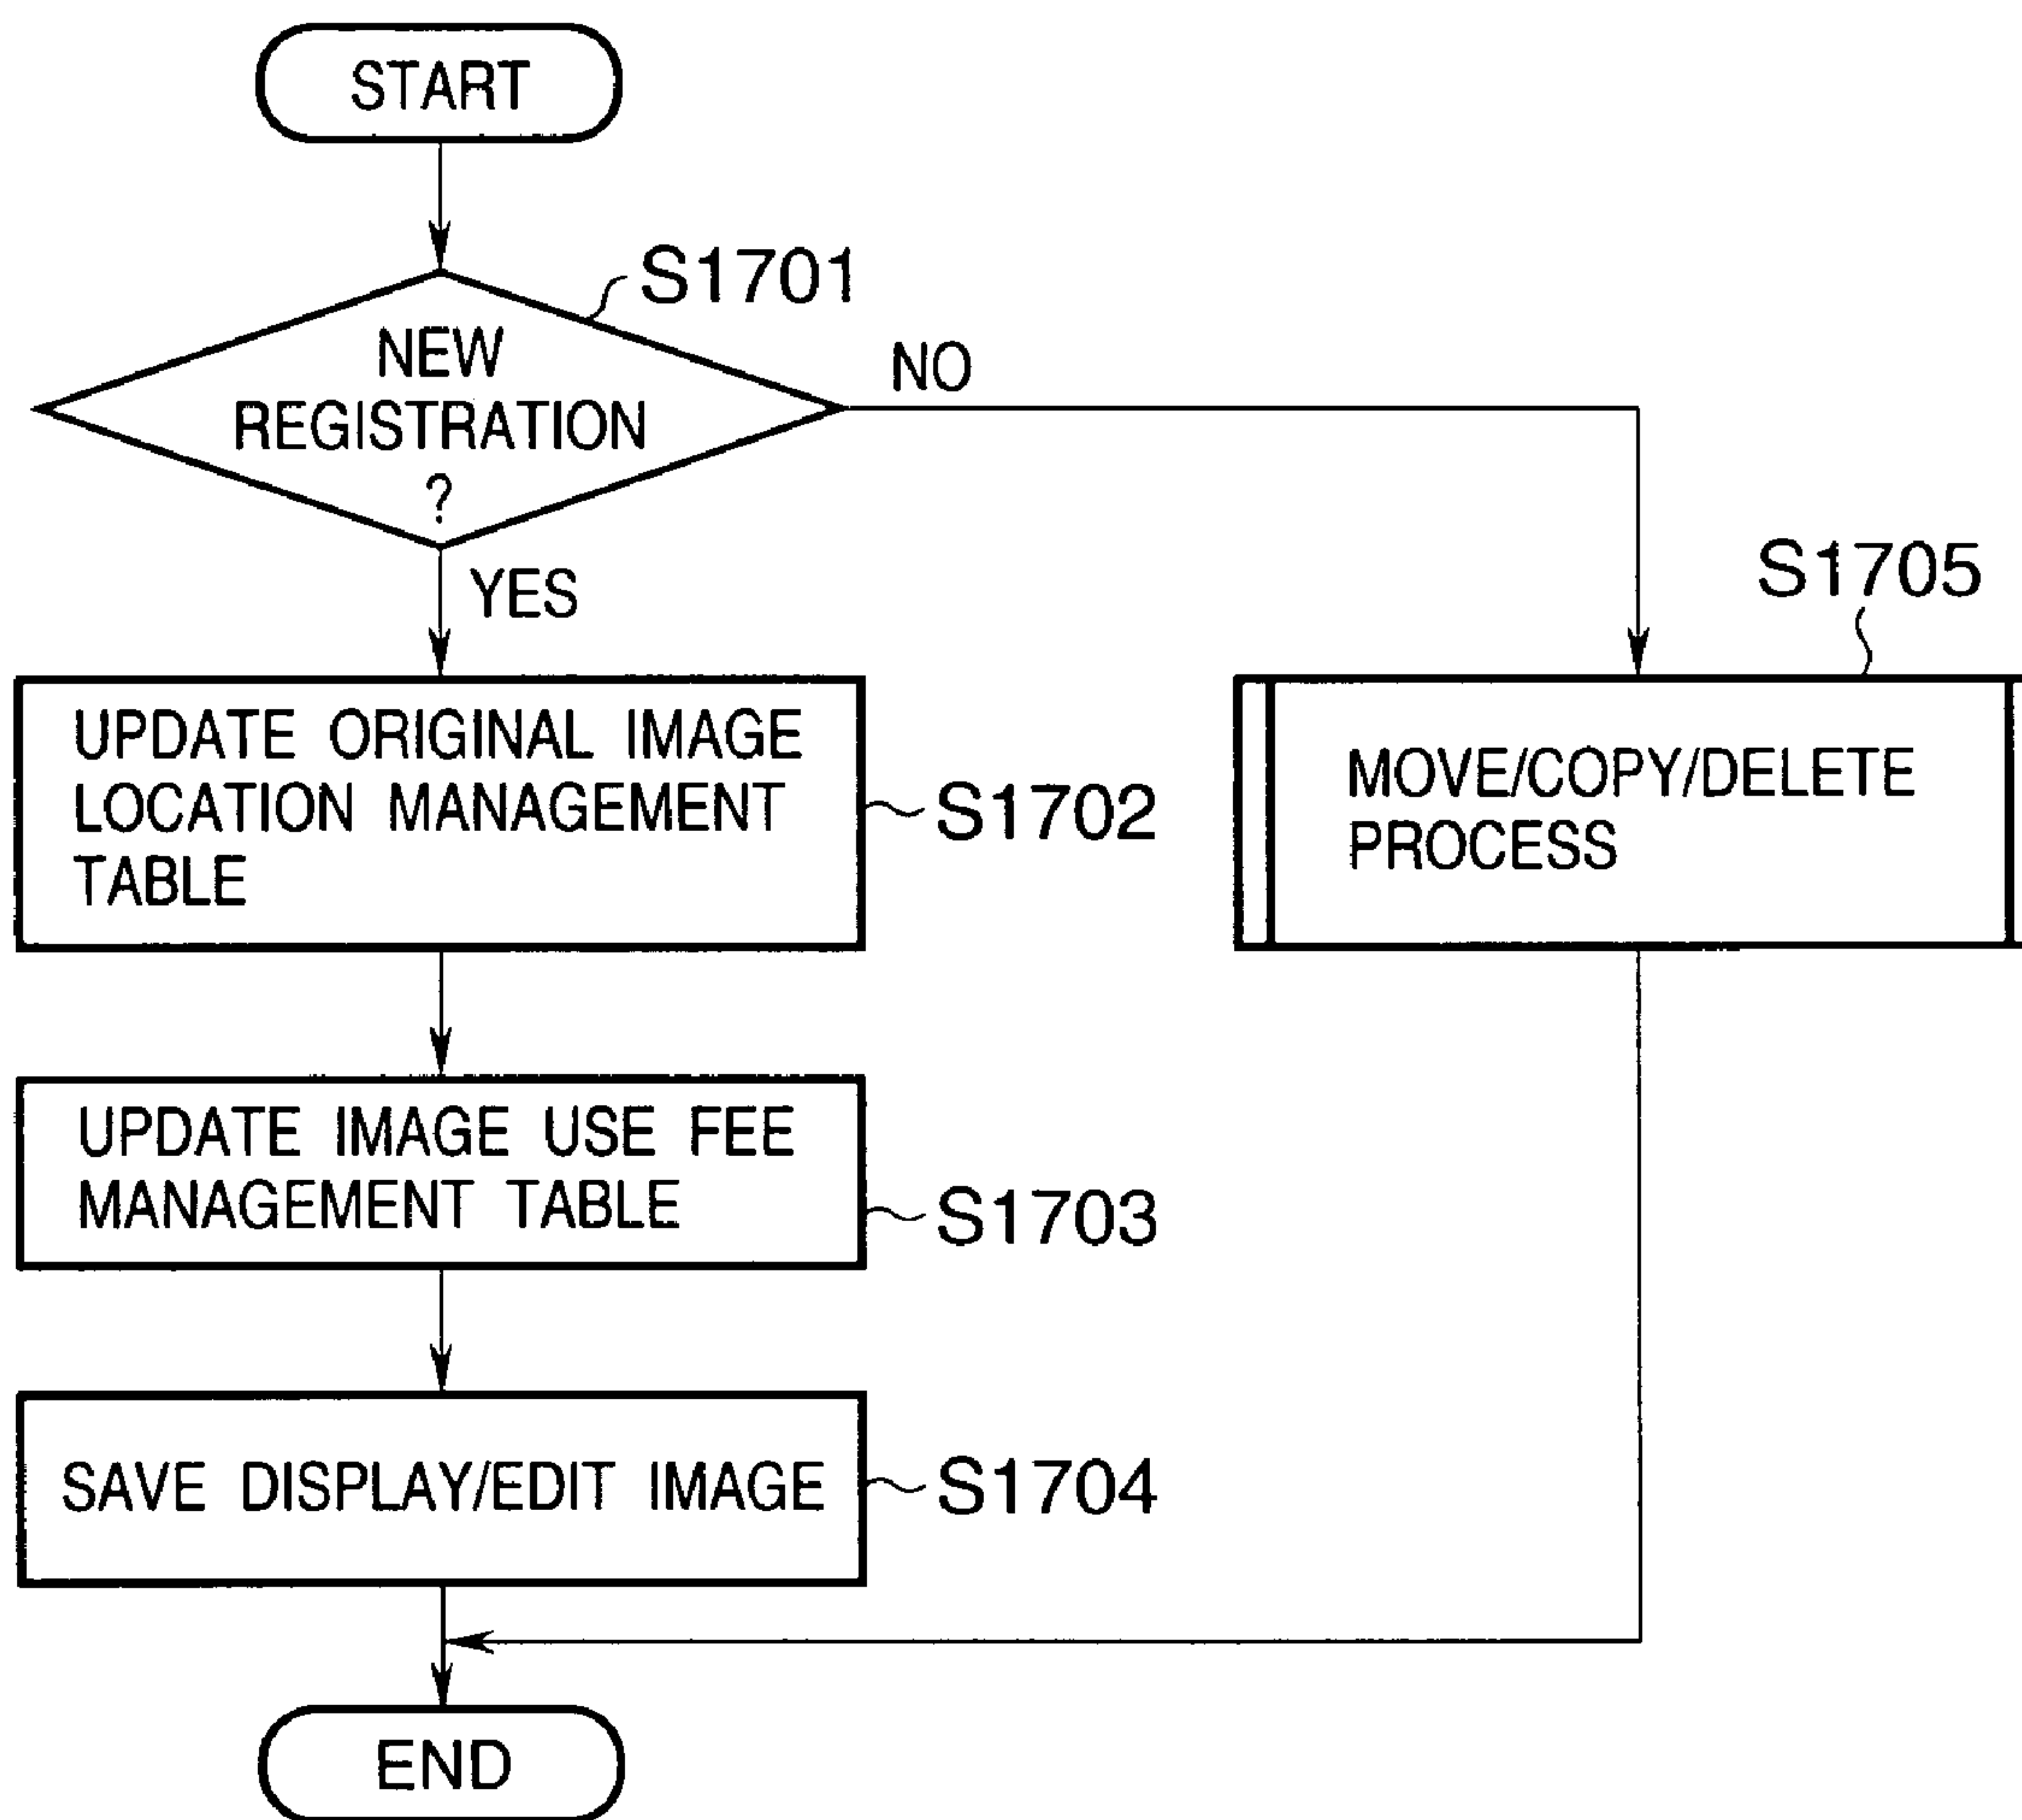 START
S1701
NEW
REGISTRATION
?
NO
YES
S1705
UPDATE ORIGINAL IMAGE
LOCATION MANAGEMENT
TABLE
S1702
MOVE/COPY/DELETE
PROCESS
UPDATE IMAGE USE FEE
MANAGEMENT TABLE
S1703
SAVE DISPLAY/EDIT IMAGE
S1704
END